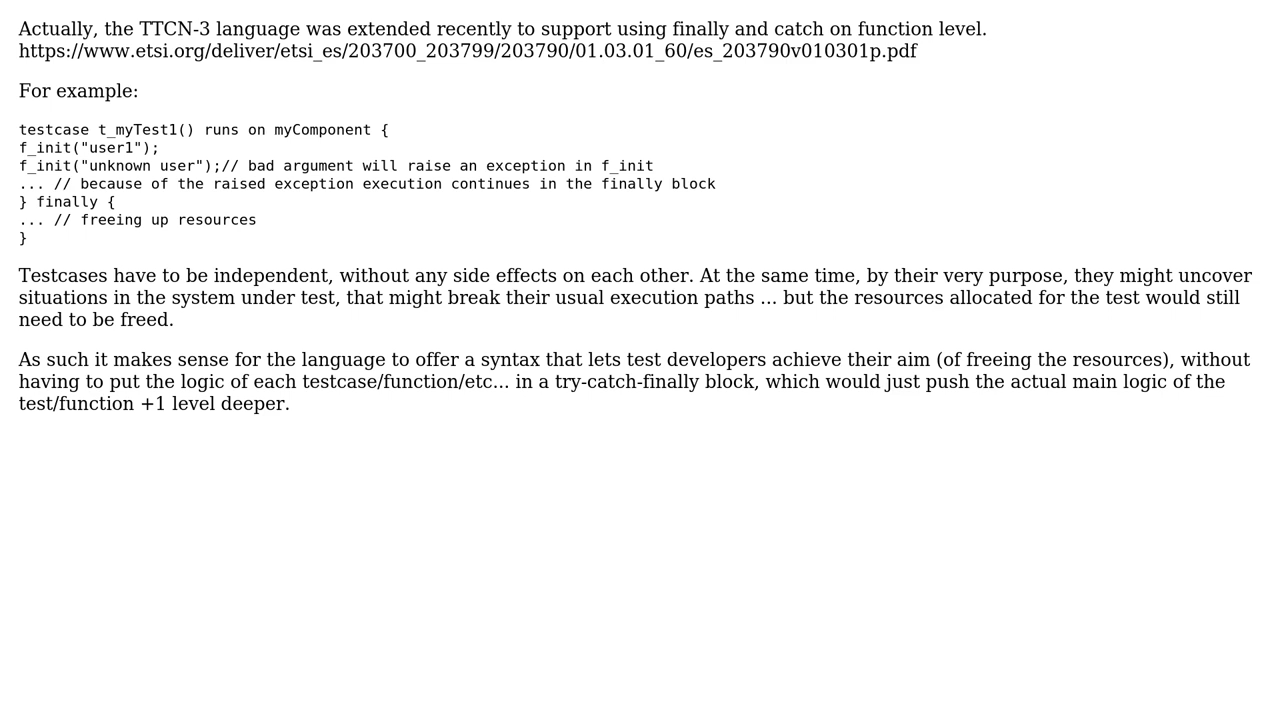 Actually, the TTCN-3 language was extended recently to support using finally and catch on function level.
https://www.etsi.org/deliver/etsi_es/203700_203799/203790/01.03.01_60/es_203790v010301p.pdf
For example:
testcase t_myTest1() runs on myComponent {
f_init("user1");
f_init("unknown user");// bad argument will raise an exception in f_init
... // because of the raised exception execution continues in the finally block
} finally {
... // freeing up resources
}
Testcases have to be independent, without any side effects on each other. At the same time, by their very purpose, they might uncover
situations in the system under test, that might break their usual execution paths ... but the resources allocated for the test would still
need to be freed.
As such it makes sense for the language to offer a syntax that lets test developers achieve their aim (of freeing the resources), without
having to put the logic of each testcase/function/etc... in a try-catch-finally block, which would just push the actual main logic of the
test/function +1 level deeper.